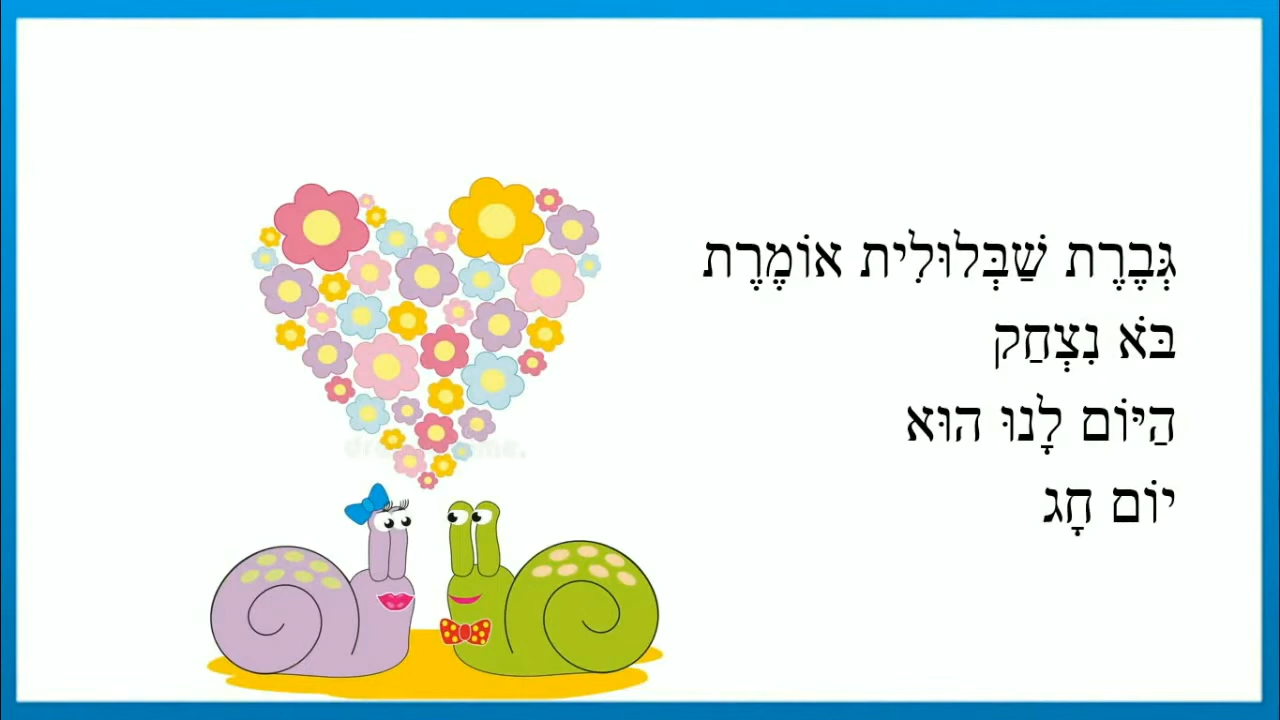 גְּבֶרֶת שַׁבְּלוּלִית אוֹמֶרֶת
בֹּא נִצְחַק
הַיּוֹם לָנוּ הוּא
יוֹם חָג